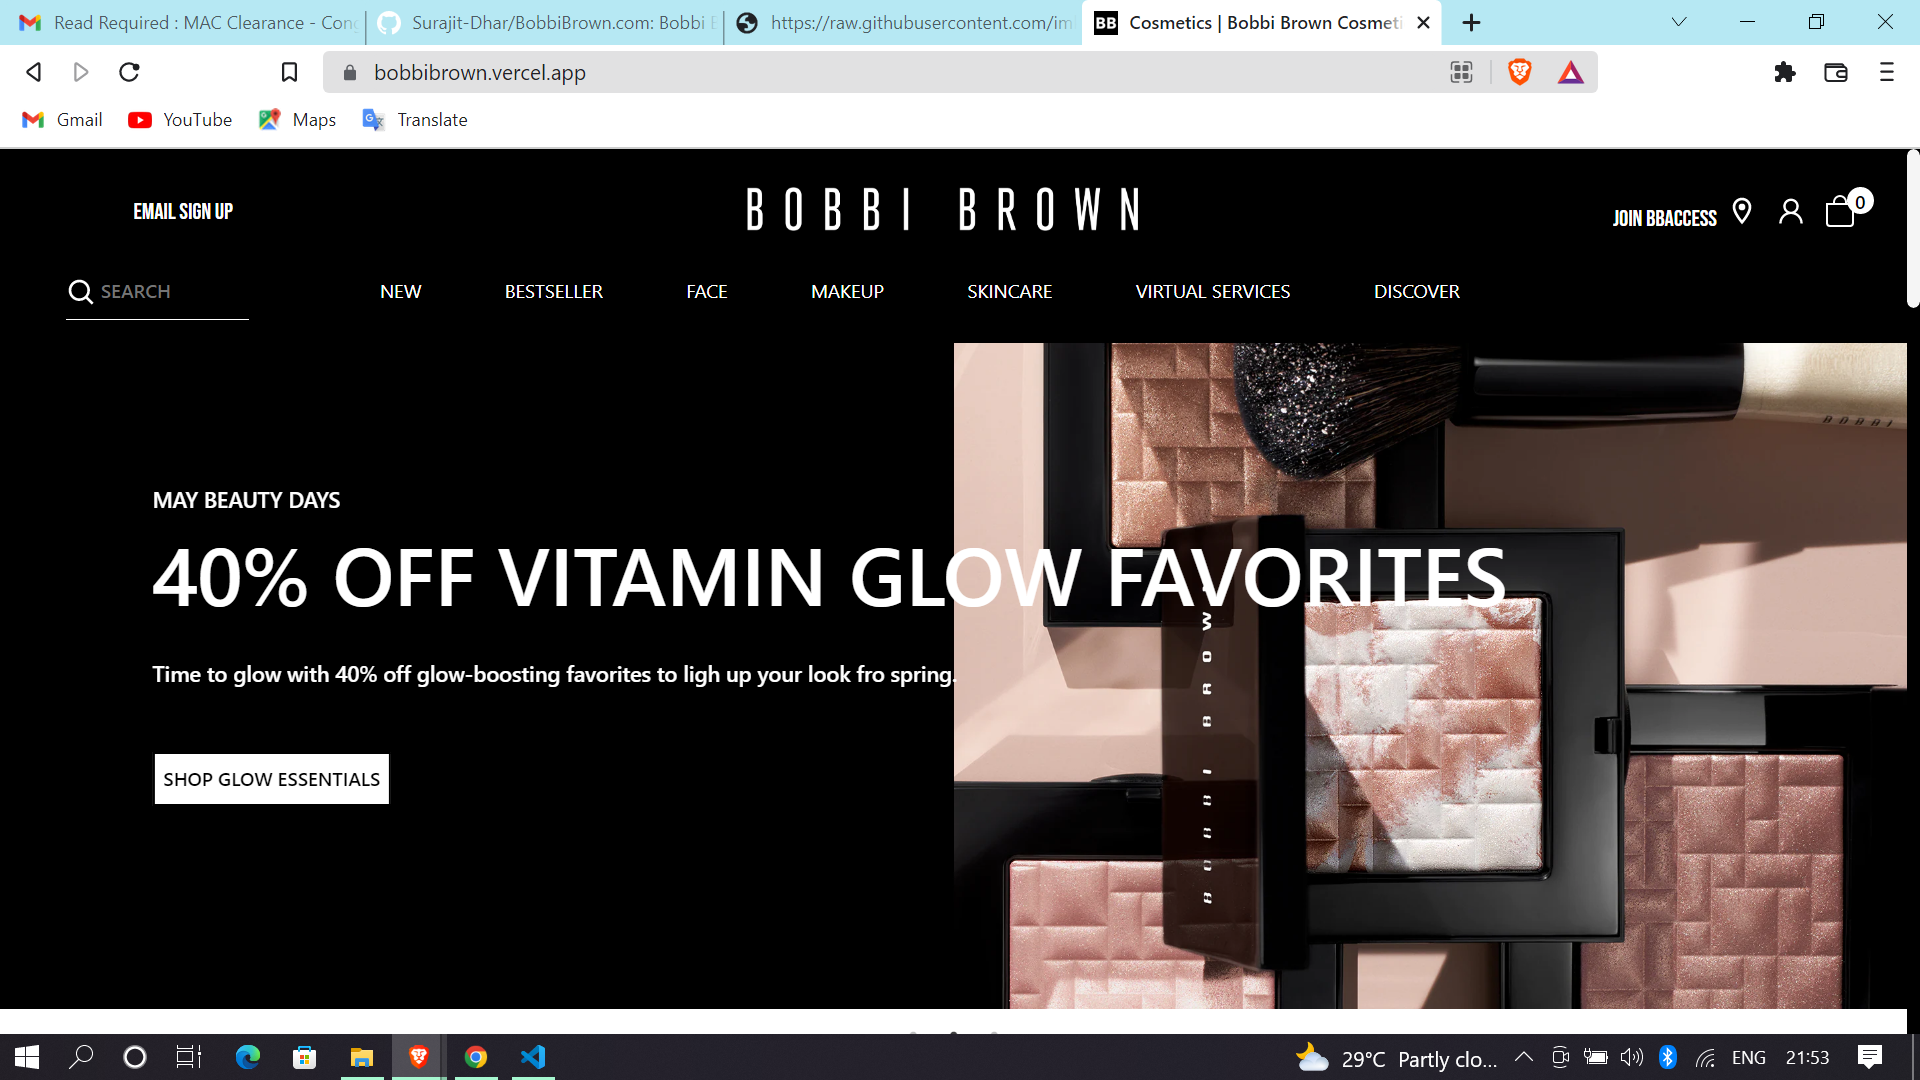 Read Required : MAC Clearance - Con
Surajit-Dhar/BobbiBrown.com: Bobbi B
https://raw.githubusercontent.com/im
BB Cosmetics | Bobbi Brown Cosmeti
bobbibrown.vercel.app
Gmail YouTube Maps Translate
EMAIL SIGN UP
BOBBI BROWN
JOIN BBACCESS
0
SEARCH NEW BESTSELLER FACE MAKEUP SKINCARE VIRTUAL SERVICES DISCOVER
BOBBI
MAY BEAUTY DAYS
40% OFF VITAMIN GLOW FAVORITES
Time to glow with 40% off glow-boosting favorites to ligh up your look fro spring.
SHOP GLOW ESSENTIALS
BOBBI BROW
29°C Partly clo...
ENG
21:53